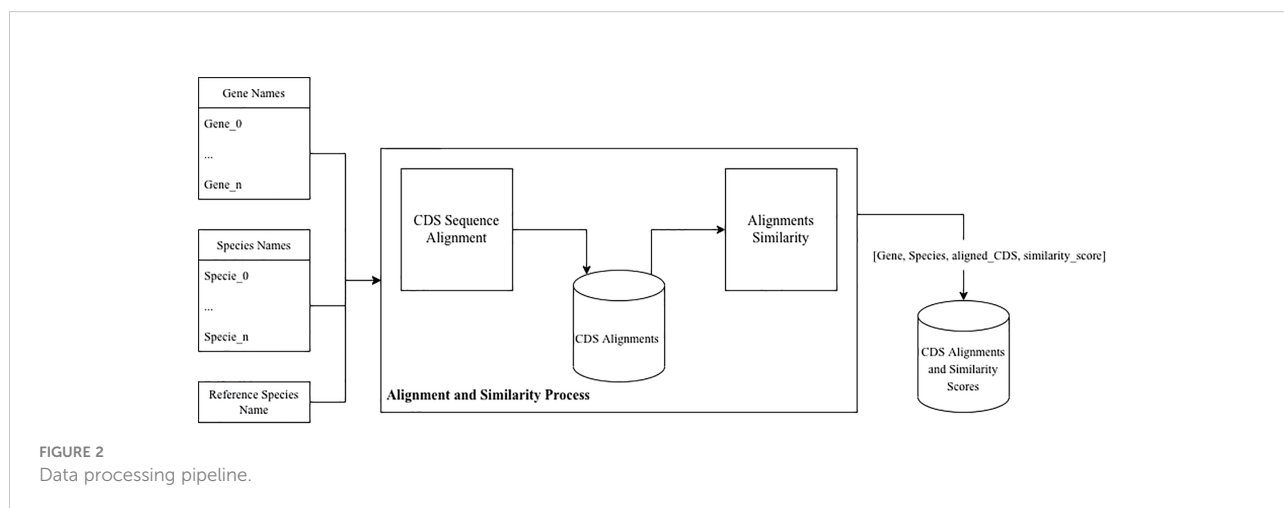 Gene Names
Gene_0
...
Gene_n
Species Names
Specie_0
...
Specie_n
Reference Species
Name
CDS Sequence
Alignment
CDS Alignments
Alignments
Similarity
Alignment and Similarity Process
[Gene, Species, aligned_CDS, similarity_score]
CDS Alignments
and Similarity
Scores
FIGURE 2
Data processing pipeline.